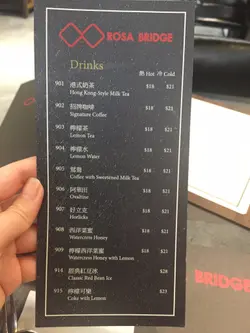 ROSA BRIDGE
Drinks
熱 Hot 冷 Cold
901 港式奶茶 $18 $21
Hong Kong-Style Milk Tea
902 招牌咖啡 $18 $21
Signature Coffee
903 檸檬茶 $18 $21
Lemon Tea
904 檸檬水 $18 $21
Lemon Water
905 鴛鴦 $18 $21
Coffee with Sweetened Milk Tea
906 阿華田 $18 $21
Ovaltine
907 好立克 $18 $21
Horlicks
908 西洋菜蜜 $18 $21
Watercress Honey
909 檸檬西洋菜蜜 $18 $21
Watercress Honey with Lemon
914 經典紅豆冰 $28
Classic Red Bean Ice
915 檸檬可樂 $23
Coke with Lemon
BRIDGE